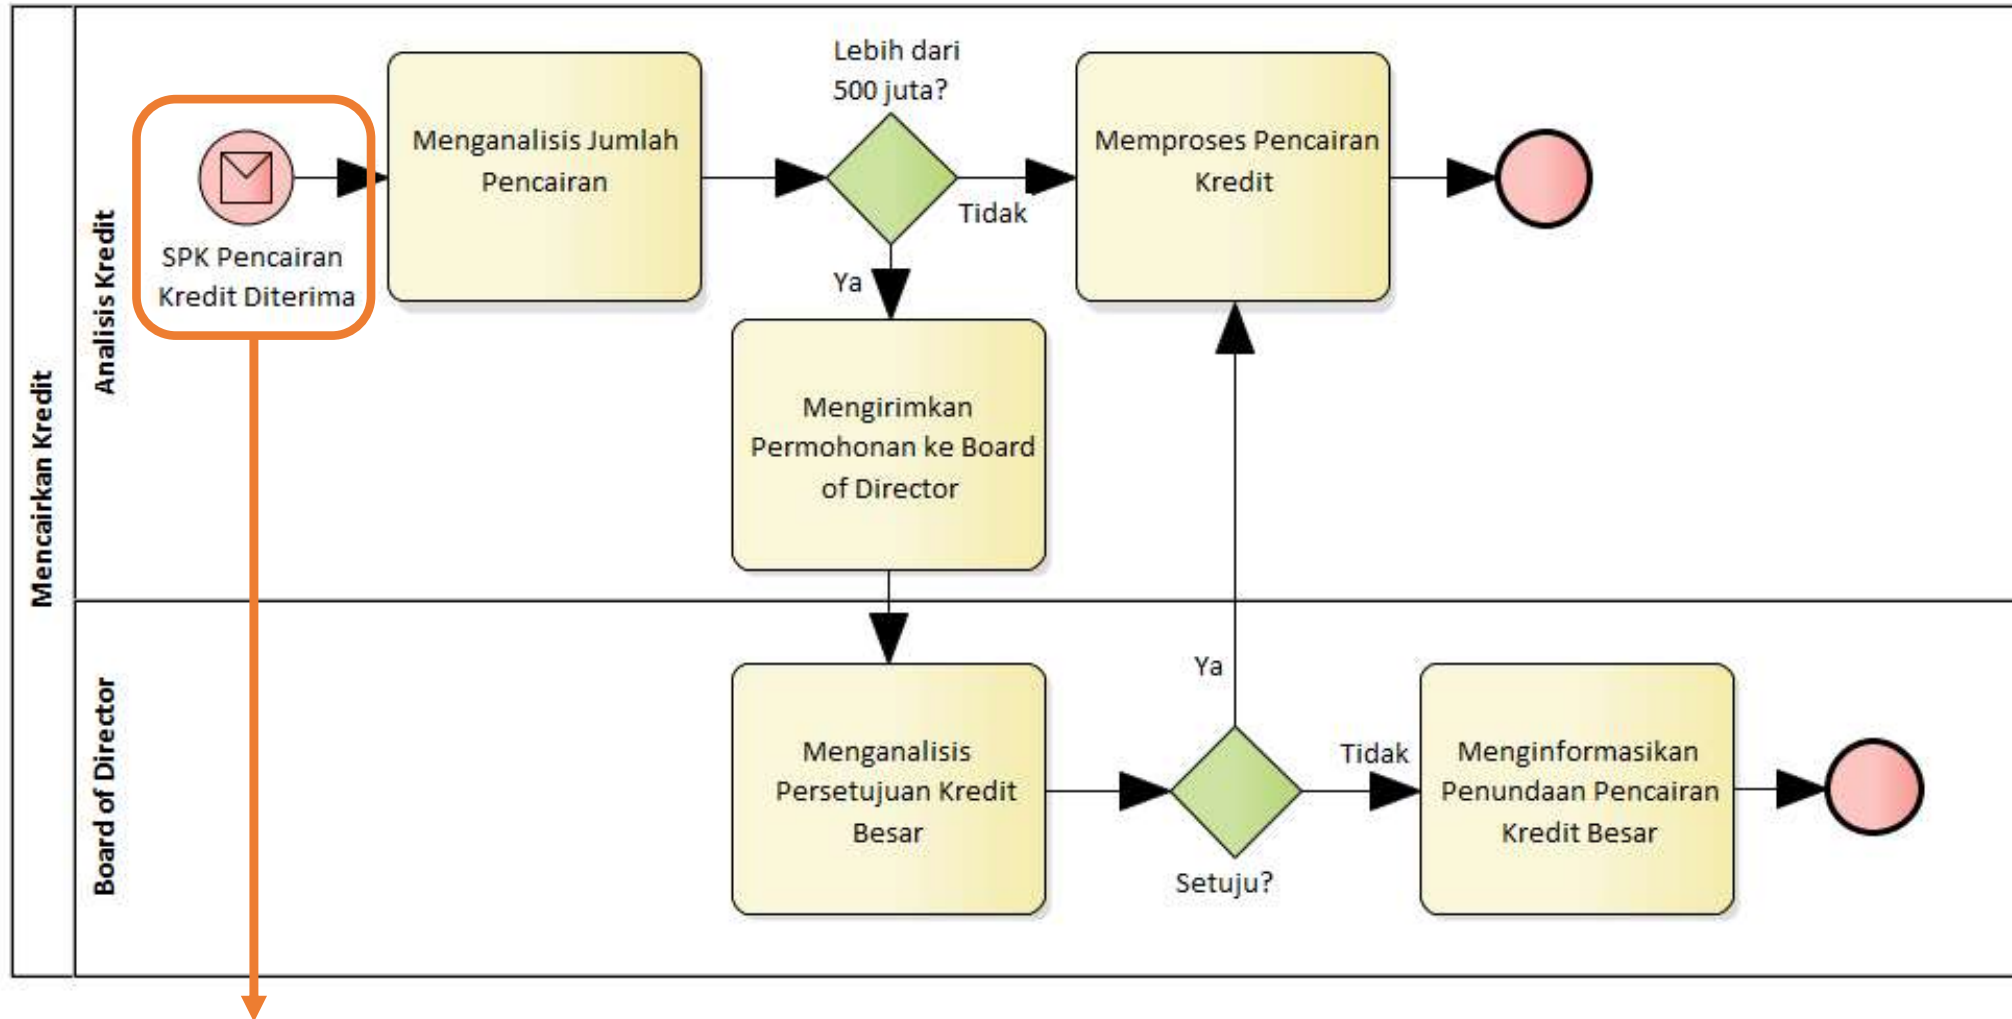 Mencairkan Kredit
Analisis Kredit
SPK Pencairan
Kredit Diterima
Menganalisis Jumlah
Pencairan
Lebih dari
500 juta?
Tidak
Ya
Memproses Pencairan
Kredit
Mengirimkan
Permohonan ke Board
of Director
Board of Director
Menganalisis
Persetujuan Kredit
Besar
Ya
Setuju?
Tidak
Menginformasikan
Penundaan Pencairan
Kredit Besar